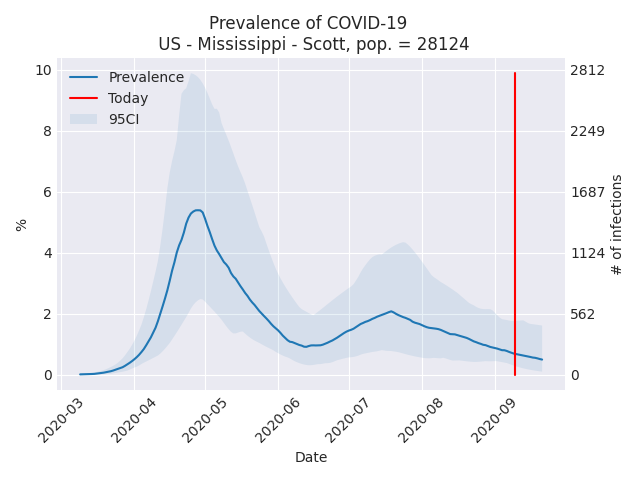 Prevalence of COVID-19
US - Mississippi - Scott, pop. = 28124
Prevalence
Today
95CI
10
8
6
4
2
0
%
2812
2249
1687
1124
562
0
# of infections
2020-03
2020-04
2020-05
2020-06
2020-07
2020-08
2020-09
Date